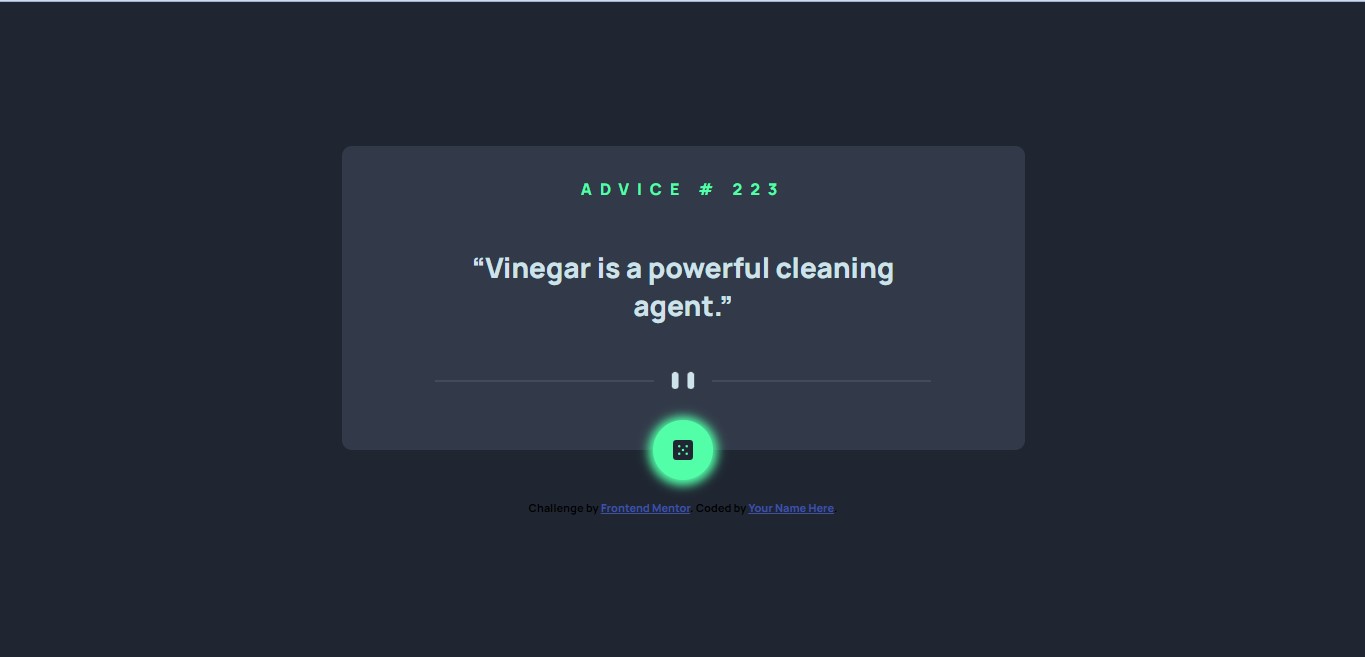 ADVICE # 223
“Vinegar is a powerful cleaning
agent.”
Challenge by Frontend Mentor. Coded by Your Name Here.